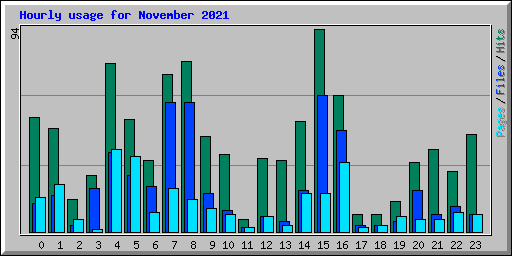 Hourly usage for November 2021
94
Pages / Files / Hits
0 1 2 3 4 5 6 7 8 9 10 11 12 13 14 15 16 17 18 19 20 21 22 23